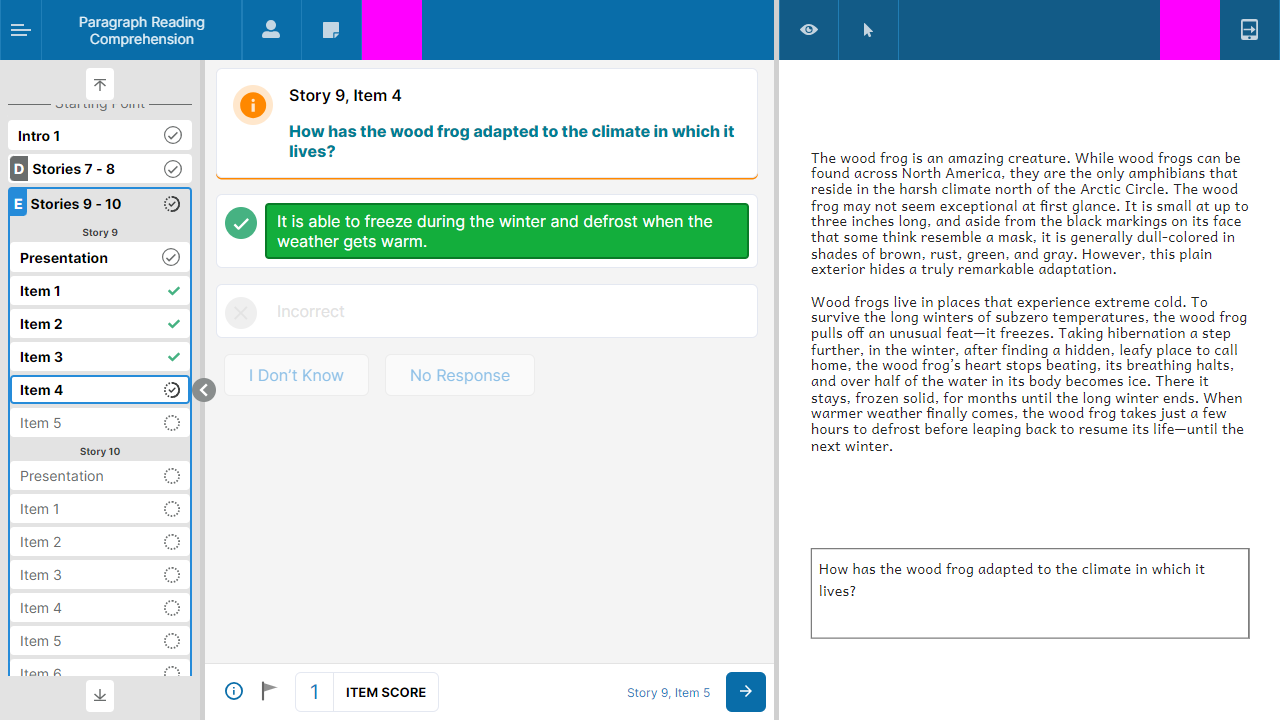 Paragraph Reading
Comprehension
Starting Point
Intro 1
D Stories 7 - 8
E Stories 9 - 10
Story 9
Presentation
Item 1
Item 2
Item 3
Item 4
Item 5
Story 10
Presentation
Item 1
Item 2
Item 3
Item 4
Item 5
Item 6
Story 9, Item 4
How has the wood frog adapted to the climate in which it
lives?
It is able to freeze during the winter and defrost when the
weather gets warm.
Incorrect
I Don't Know
No Response
1 ITEM SCORE
Story 9, Item 5
The wood frog is an amazing creature. While wood frogs can be
found across North America, they are the only amphibians that
reside in the harsh climate north of the Arctic Circle. The wood
frog may not seem exceptional at first glance. It is small at up to
three inches long, and aside from the black markings on its face
that some think resemble a mask, it is generally dull-colored in
shades of brown, rust, green, and gray. However, this plain
exterior hides a truly remarkable adaptation.
Wood frogs live in places that experience extreme cold. To
survive the long winters of subzero temperatures, the wood frog
pulls off an unusual feat—it freezes. Taking hibernation a step
further, in the winter, after finding a hidden, leafy place to call
home, the wood frog's heart stops beating, its breathing halts,
and over half of the water in its body becomes ice. There it
stays, frozen solid, for months until the long winter ends. When
warmer weather finally comes, the wood frog takes just a few
hours to defrost before leaping back to resume its life—until the
next winter.
How has the wood frog adapted to the climate in which it
lives?